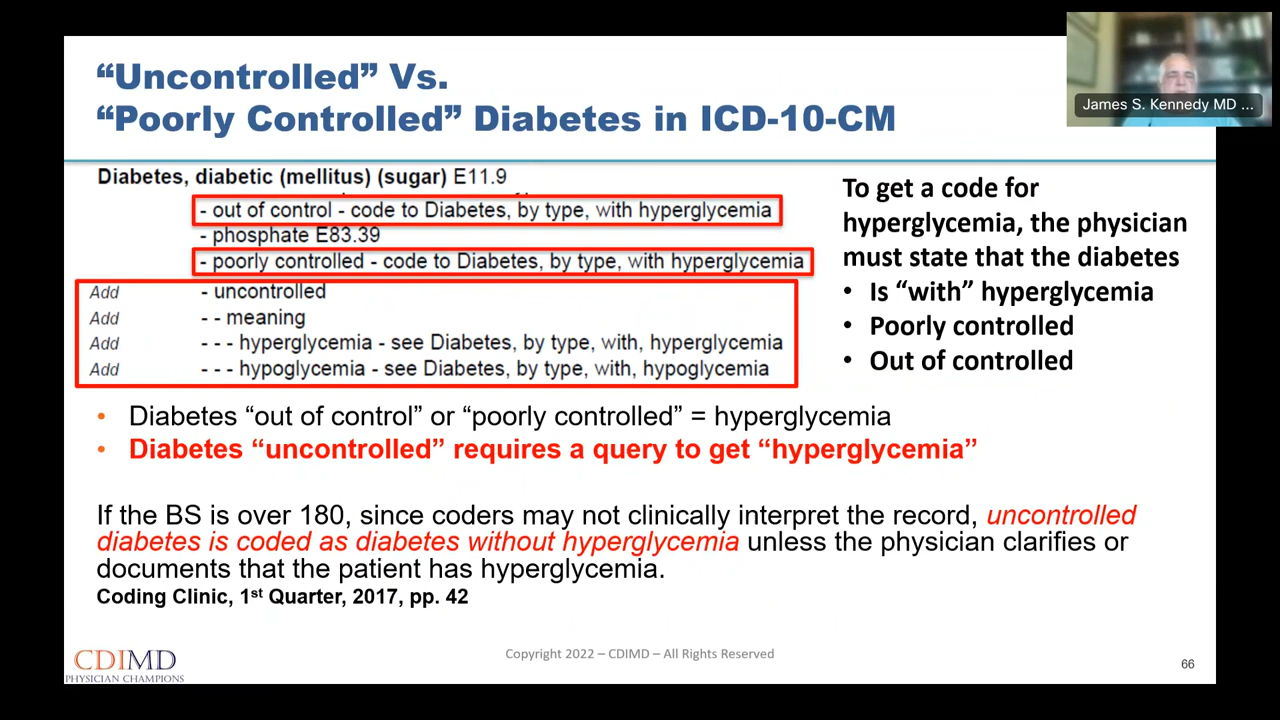 “Uncontrolled” Vs.
“Poorly Controlled” Diabetes in ICD-10-CM
James S. Kennedy MD ...
Diabetes, diabetic (mellitus) (sugar) E11.9
- out of control - code to Diabetes, by type, with hyperglycemia
- phosphate E83.39
- poorly controlled - code to Diabetes, by type, with hyperglycemia
Add - uncontrolled
Add - - meaning
Add - - - hyperglycemia - see Diabetes, by type, with, hyperglycemia
Add - - - hypoglycemia - see Diabetes, by type, with, hypoglycemia
To get a code for
hyperglycemia, the physician
must state that the diabetes
• Is “with” hyperglycemia
• Poorly controlled
• Out of controlled
• Diabetes “out of control” or “poorly controlled” = hyperglycemia
• Diabetes “uncontrolled” requires a query to get “hyperglycemia”
If the BS is over 180, since coders may not clinically interpret the record, uncontrolled
diabetes is coded as diabetes without hyperglycemia unless the physician clarifies or
documents that the patient has hyperglycemia.
Coding Clinic, 1st Quarter, 2017, pp. 42
CDIMD
PHYSICIAN CHAMPIONS
Copyright 2022 – CDIMD – All Rights Reserved
66